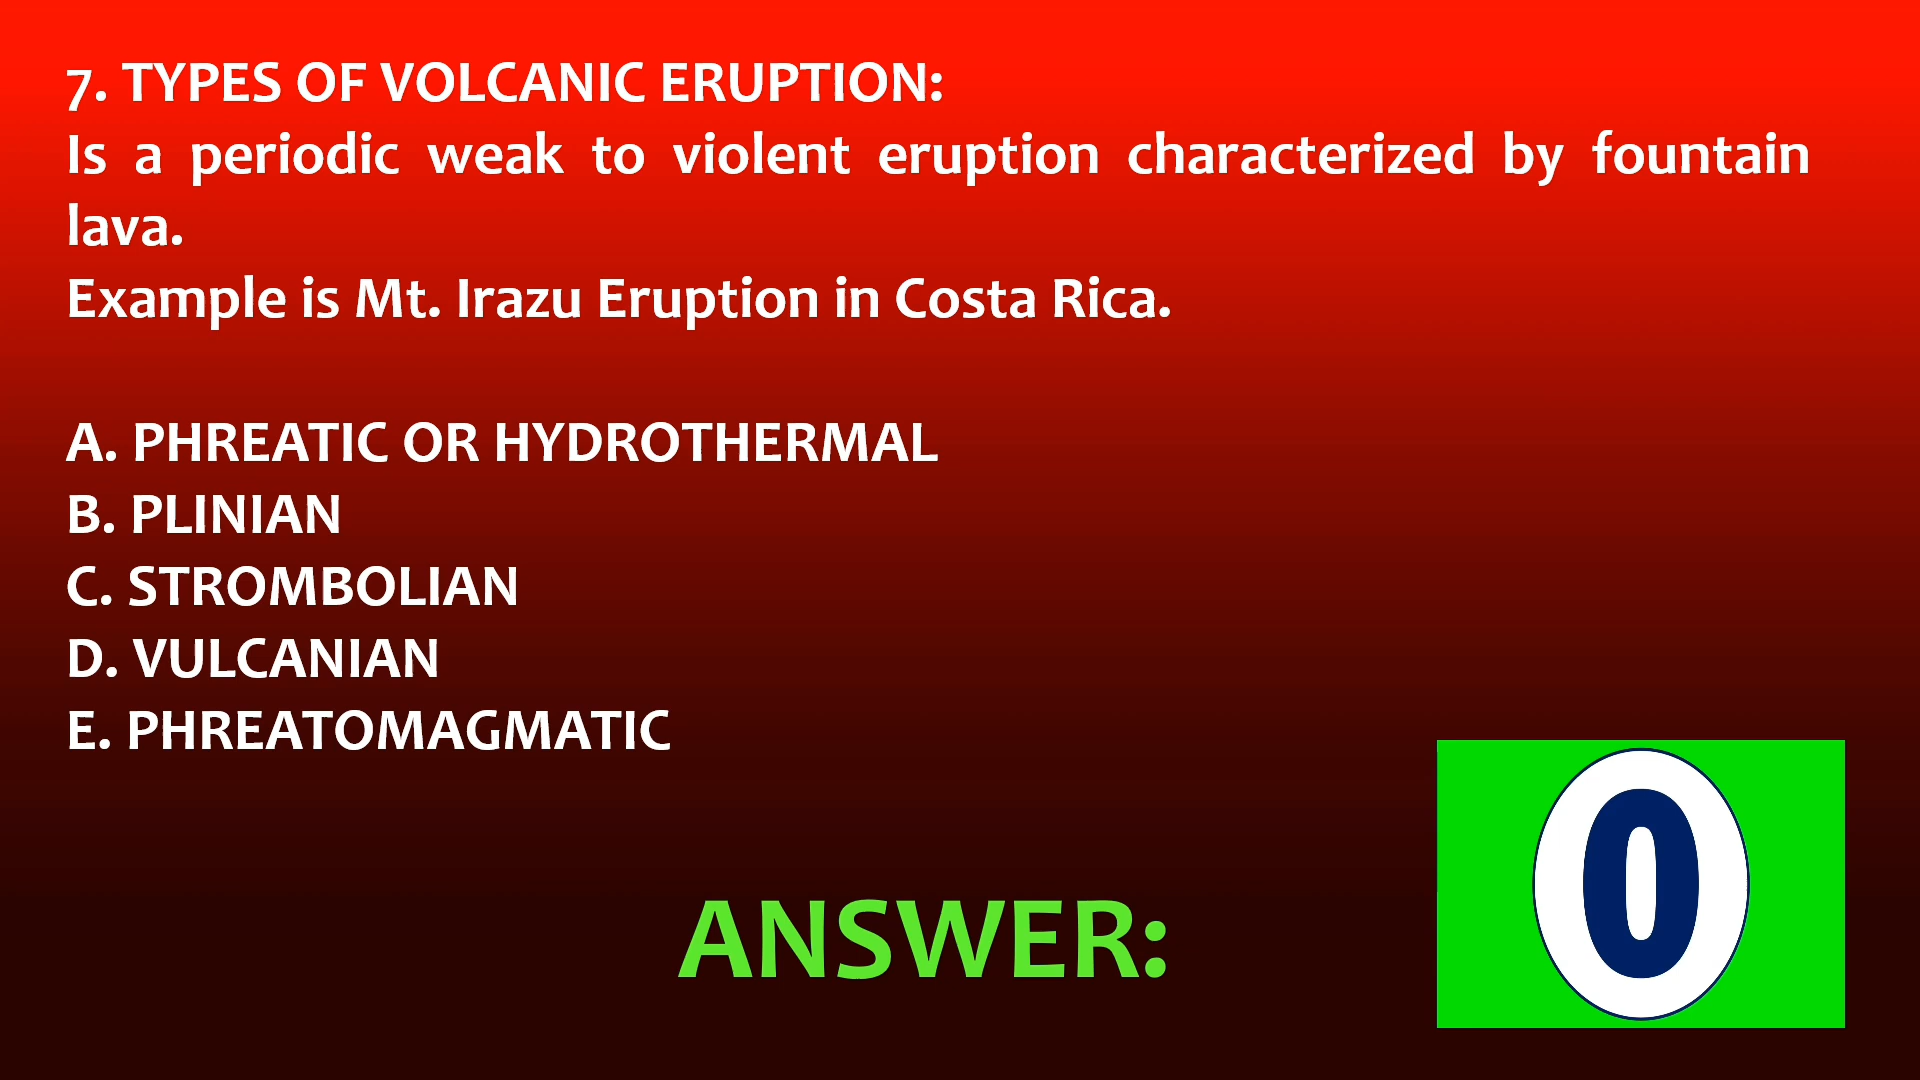 7. TYPES OF VOLCANIC ERUPTION:
Is a periodic weak to violent eruption characterized by fountain
lava.
Example is Mt. Irazu Eruption in Costa Rica.
A. PHREATIC OR HYDROTHERMAL
B. PLINIAN
C. STROMBOLIAN
D. VULCANIAN
E. PHREATOMAGMATIC
ANSWER:
0